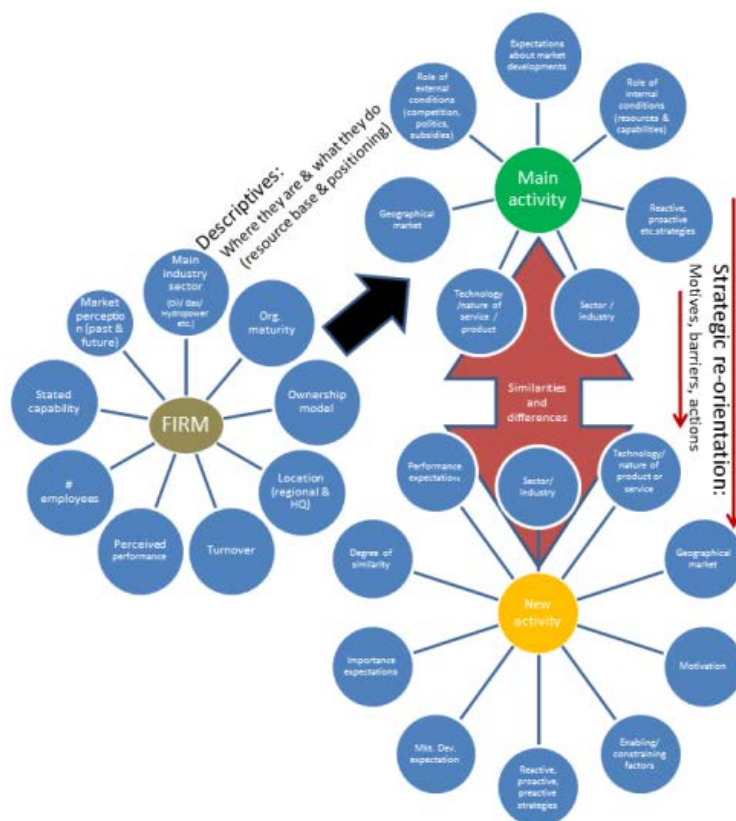 Expectations
about market
developments
Role of
external
conditions
(competition,
politics,
subsidies)
Role of
internal
conditions
(resources &
capabilities)
Main
activity
Geographical
market
Reactive,
proactive
etc.strategies
Technology
/nature of
service /
product
Sector /
industry
Descriptives:
Where they are & what they do
(resource base & positioning)
Main
industry
sector
(Oil/ Gas/
Hydropower
etc.)
Market
perceptio
n (past &
future)
Org.
maturity
Stated
capability
Ownership
model
FIRM
#
employees
Location
(regional &
HQ)
Perceived
performance
Turnover
Similarities
and
differences
Strategic re-orientation:
Motives, barriers, actions
Performance
expectations
Sector/
industry
Technology/
nature of
product or
service
Degree of
similarity
Geographical
market
New
activity
Importance
expectations
Motivation
Mkt. Dev.
expectation
Reactive,
proactive,
preactive
strategies
Enabling/
constraining
factors